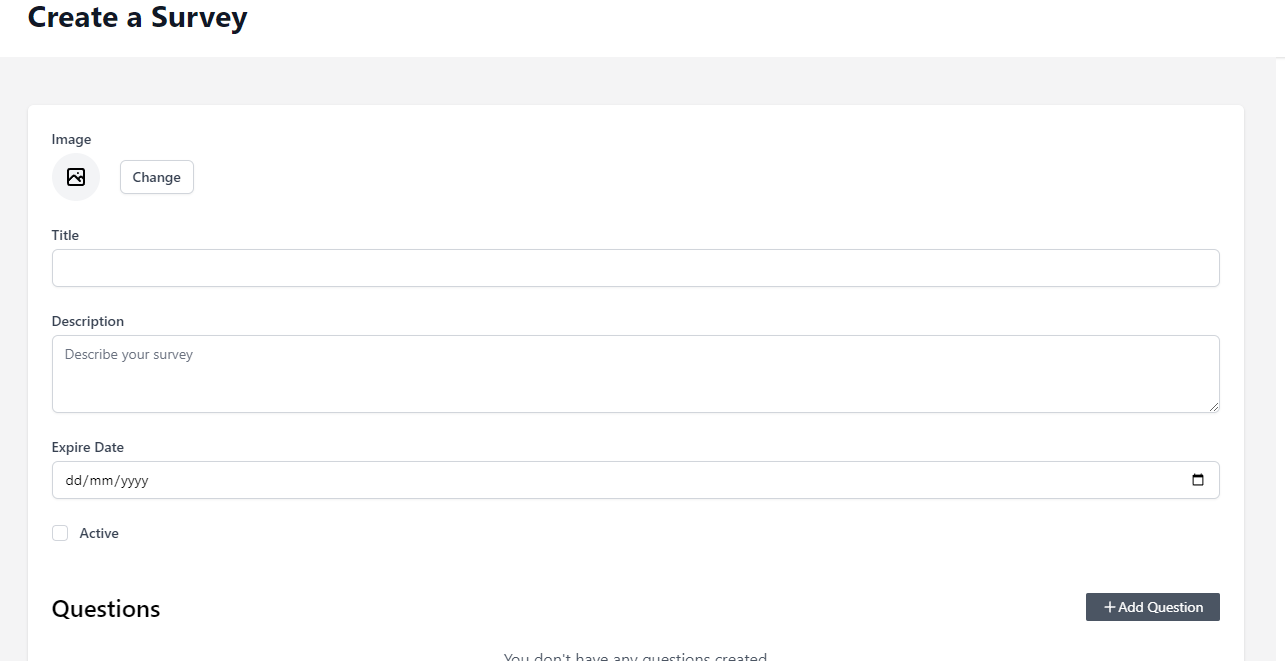 Create a Survey
Image
Change
Title
Description
Describe your survey
Expire Date
dd/mm/yyyy
Active
Questions
+ Add Question
You don't have any questions created